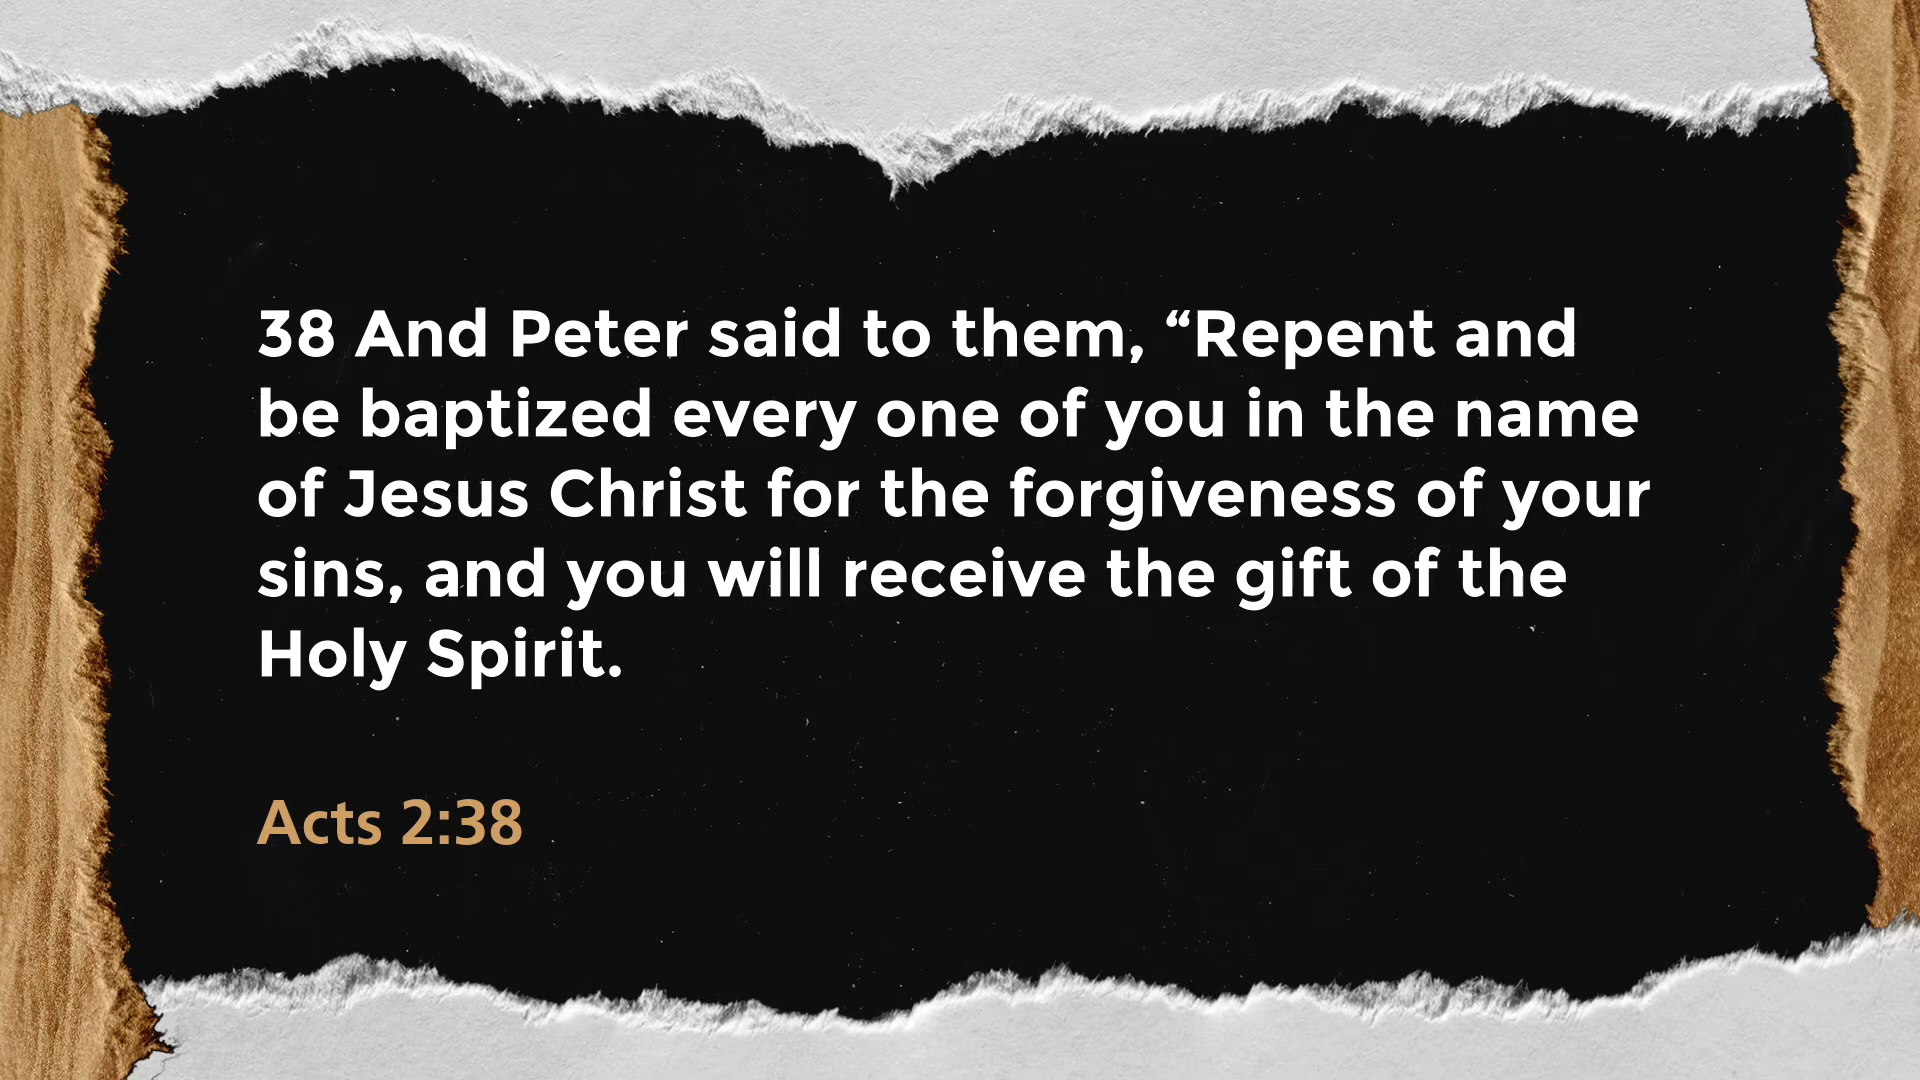 38 And Peter said to them, “Repent and
be baptized every one of you in the name
of Jesus Christ for the forgiveness of your
sins, and you will receive the gift of the
Holy Spirit.
Acts 2:38